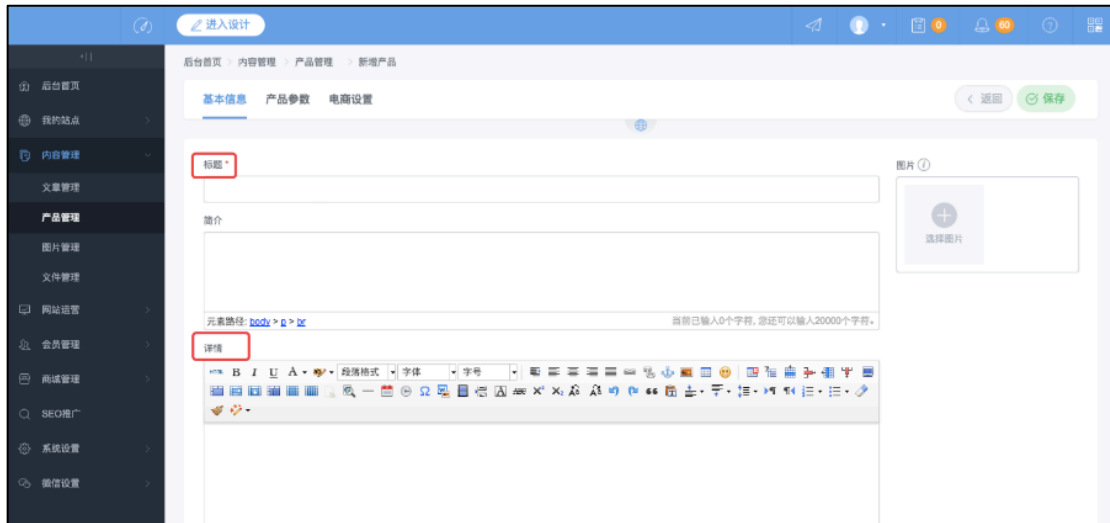 进入设计
0
60
后台首页 > 内容管理 > 产品管理 > 新增产品
后台首页
我的站点
内容管理
文章管理
产品管理
图片管理
文件管理
网站运营
会员管理
商城管理
SEO推广
系统设置
微信设置
基本信息 产品参数 电商设置
返回 保存
标题 *
图片
选择图片
简介
元素路径: body > p > br
当前已输入0个字符, 您还可以输入20000个字符。
详情
HTML B I U A 段落格式 字体 字号
ABC X² X₂